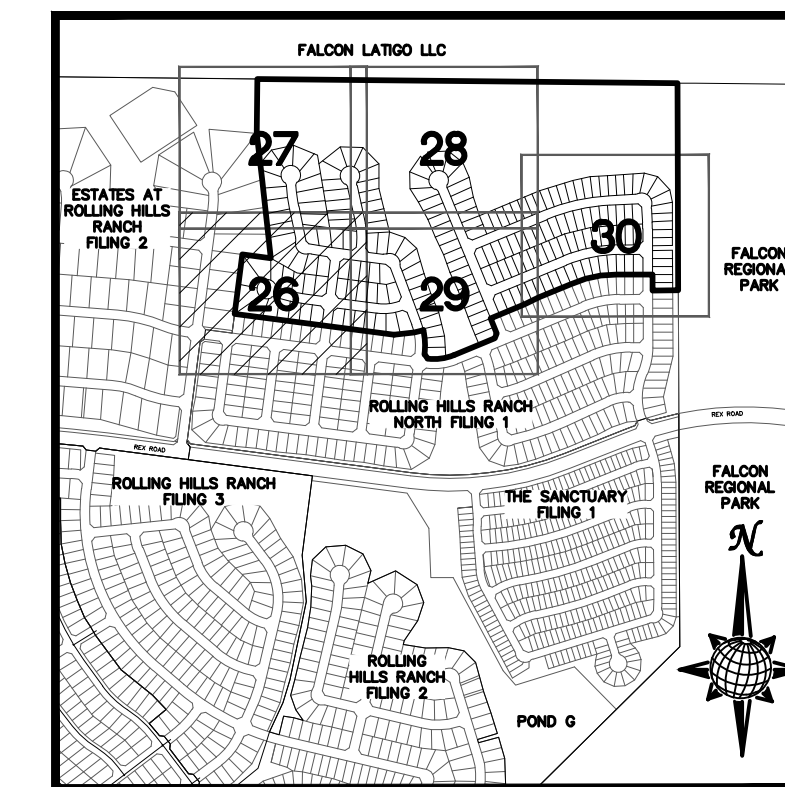 FALCON LATIGO LLC
27
28
ESTATES AT
ROLLING HILLS
RANCH
FILING 2
30
FALCON
REGIONA
PARK
26
29
ROLLING HILLS RANCH
NORTH FILING 1
REX ROAD
REX ROAD
ROLLING HILLS RANCH
FILING 3
THE SANCTUARY
FILING 1
FALCON
REGIONAL
PARK
N
ROLLING
HILLS RANCH
FILING 2
POND G